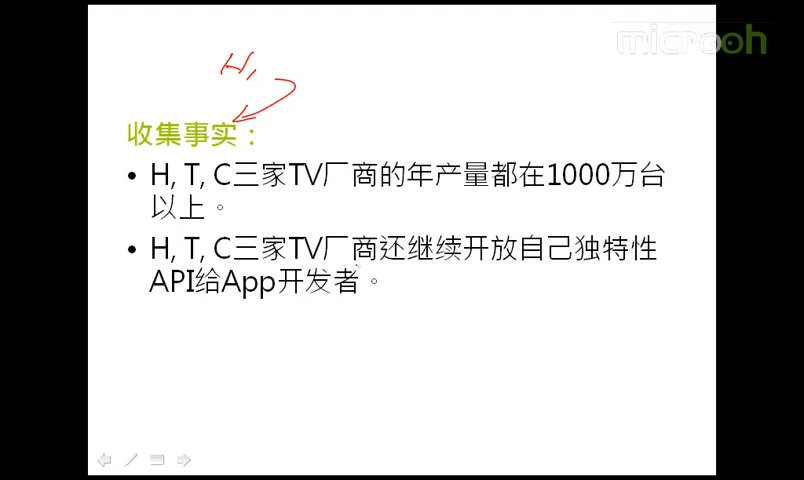 microoh
H,
收集事实：
• H, T, C三家TV厂商的年产量都在1000万台
以上。
• H, T, C三家TV厂商还继续开放自己独特性
API给App开发者。